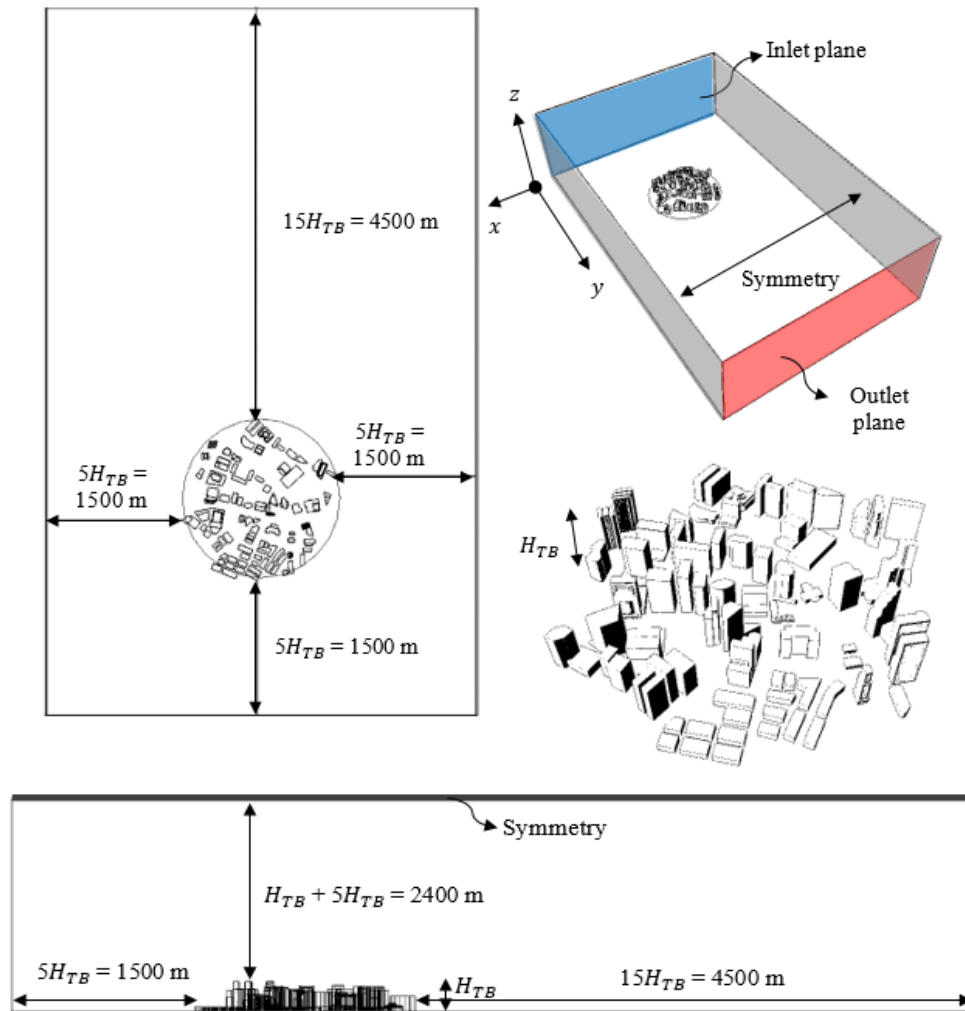 Inlet plane
z
x
y
Symmetry
Outlet
plane
15H_TB = 4500 m
5H_TB =
1500 m
5H_TB =
1500 m
5H_TB = 1500 m
H_TB
Symmetry
H_TB + 5H_TB = 2400 m
5H_TB = 1500 m
H_TB
15H_TB = 4500 m